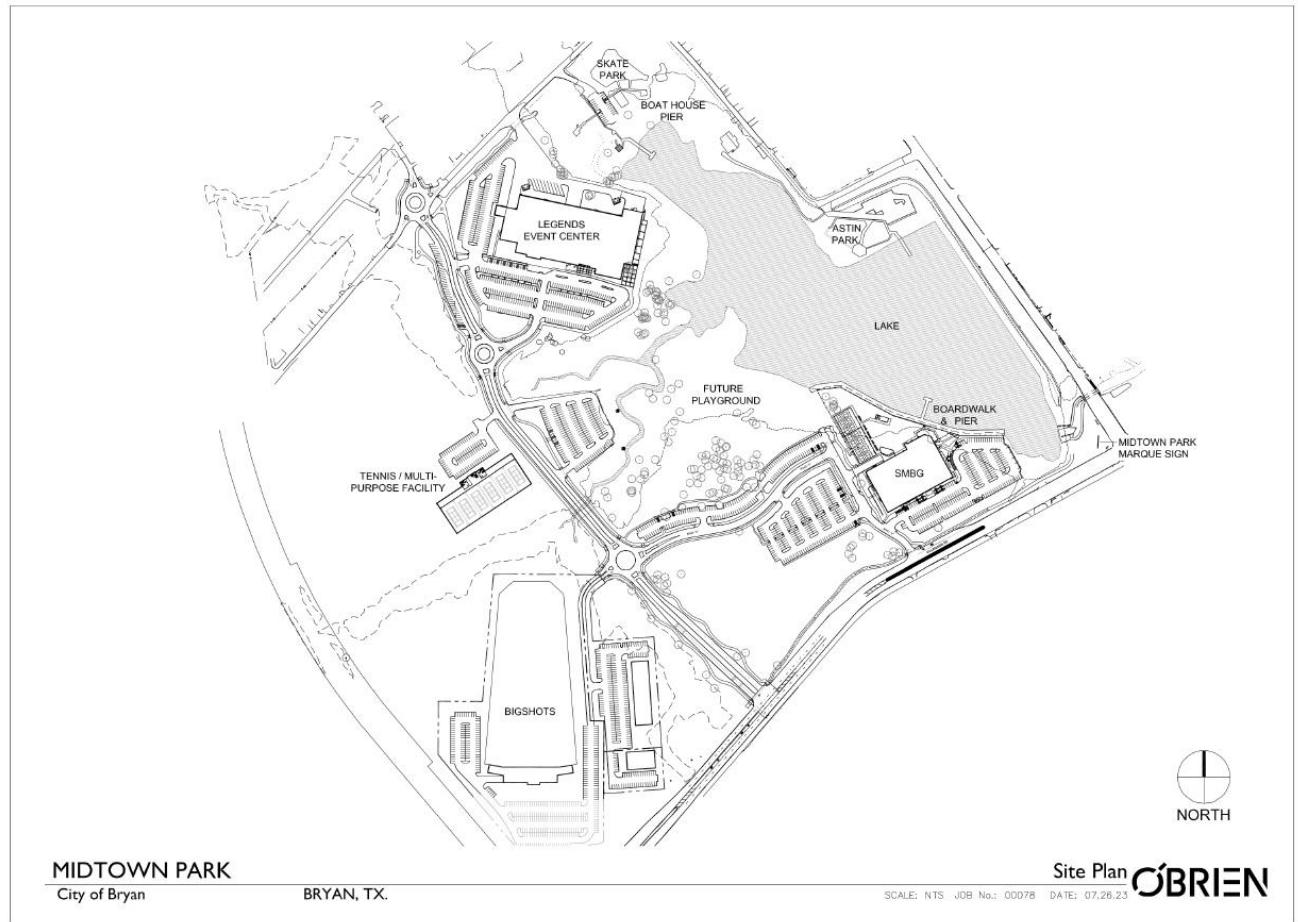 SKATE
PARK
BOAT HOUSE
PIER
LEGENDS
EVENT CENTER
ASTIN
PARK
LAKE
FUTURE
PLAYGROUND
BOARDWALK
& PIER
MIDTOWN PARK
MARQUE SIGN
SMBG
TENNIS / MULTI-
PURPOSE FACILITY
BIGSHOTS
NORTH
MIDTOWN PARK
Site Plan
O'BRIEN
City of Bryan
BRYAN, TX.
SCALE: NTS JOB No.: 00078 DATE: 07.26.23